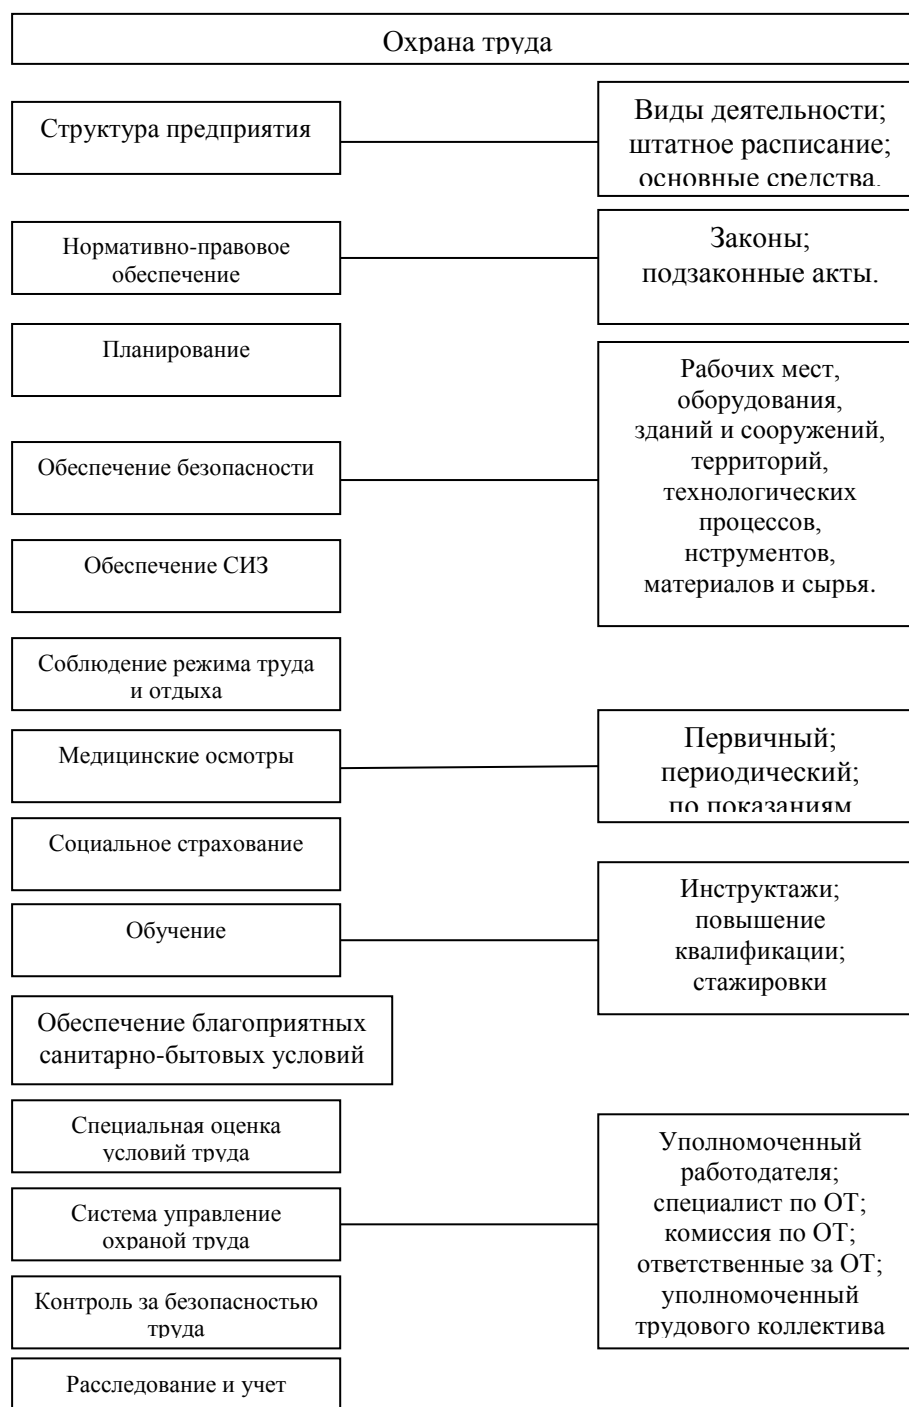 Охрана труда
Структура предприятия
Виды деятельности;
штатное расписание;
основные средства.
Нормативно-правовое
обеспечение
Законы;
подзаконные акты.
Планирование
Обеспечение безопасности
Рабочих мест,
оборудования,
зданий и сооружений,
территорий,
технологических
процессов,
нструментов,
материалов и сырья.
Обеспечение СИЗ
Соблюдение режима труда
и отдыха
Медицинские осмотры
Первичный;
периодический;
по показаниям
Социальное страхование
Обучение
Инструктажи;
повышение
квалификации;
стажировки
Обеспечение благоприятных
санитарно-бытовых условий
Специальная оценка
условий труда
Система управление
охраной труда
Уполномоченный
работодателя;
специалист по ОТ;
комиссия по ОТ;
ответственные за ОТ;
уполномоченный
трудового коллектива
Контроль за безопасностью
труда
Расследование и учет